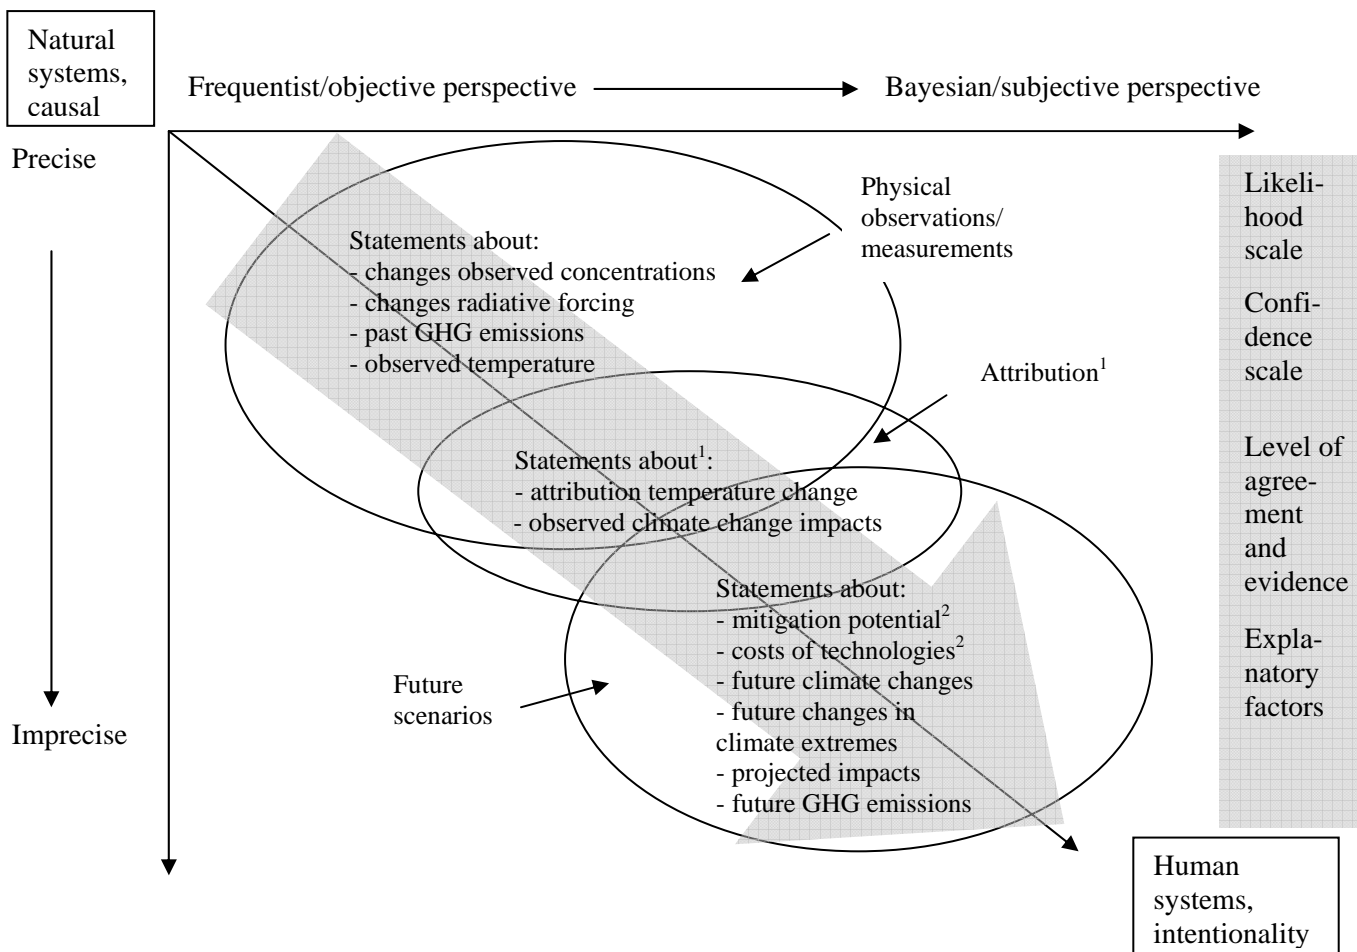 Natural
systems,
causal
Frequentist/objective perspective
Bayesian/subjective perspective
Precise
Imprecise
Physical
observations/
measurements
Statements about:
- changes observed concentrations
- changes radiative forcing
- past GHG emissions
- observed temperature
Attribution¹
Statements about¹:
- attribution temperature change
- observed climate change impacts
Statements about:
- mitigation potential²
- costs of technologies²
- future climate changes
- future changes in
climate extremes
- projected impacts
- future GHG emissions
Future
scenarios
Likeli-
hood
scale
Confi-
dence
scale
Level of
agree-
ment
and
evidence
Expla-
natory
factors
Human
systems,
intentionality